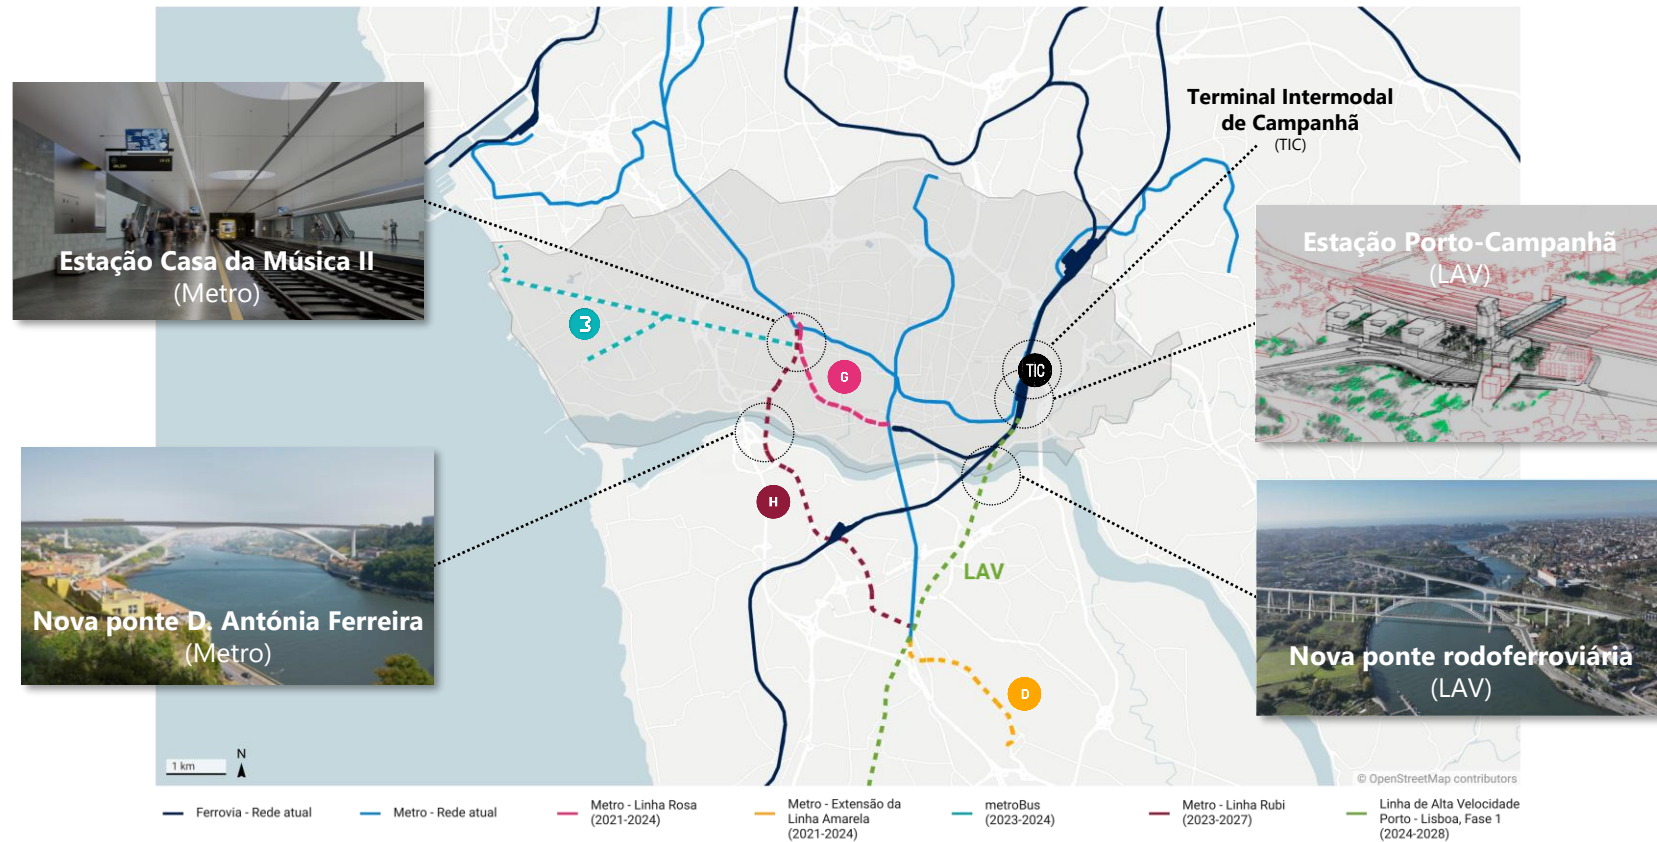 Terminal Intermodal
de Campanhã
(TIC)
Estação Casa da Música II
(Metro)
Estação Porto-Campanhã
(LAV)
3
G
TIC
H
LAV
D
Nova ponte D. Antónia Ferreira
(Metro)
Nova ponte rodoferroviária
(LAV)
1 km
N
© OpenStreetMap contributors
Ferrovia - Rede atual
Metro - Rede atual
Metro - Linha Rosa
(2021-2024)
Metro - Extensão da
Linha Amarela
(2021-2024)
metroBus
(2023-2024)
Metro - Linha Rubi
(2023-2027)
Linha de Alta Velocidade
Porto - Lisboa, Fase 1
(2024-2028)